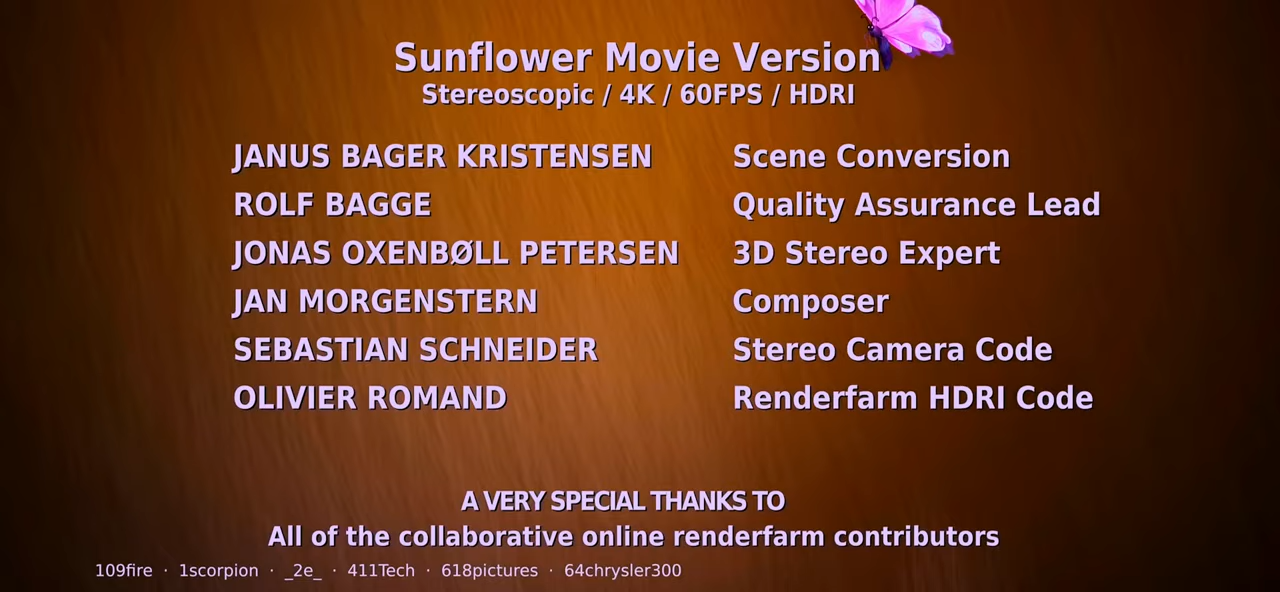 Sunflower Movie Version
Stereoscopic / 4K / 60FPS / HDRI
JANUS BAGER KRISTENSEN Scene Conversion
ROLF BAGGE Quality Assurance Lead
JONAS OXENBØLL PETERSEN 3D Stereo Expert
JAN MORGENSTERN Composer
SEBASTIAN SCHNEIDER Stereo Camera Code
OLIVIER ROMAND Renderfarm HDRI Code
A VERY SPECIAL THANKS TO
All of the collaborative online renderfarm contributors
109fire · 1scorpion · _2e_ · 411Tech · 618pictures · 64chrysler300